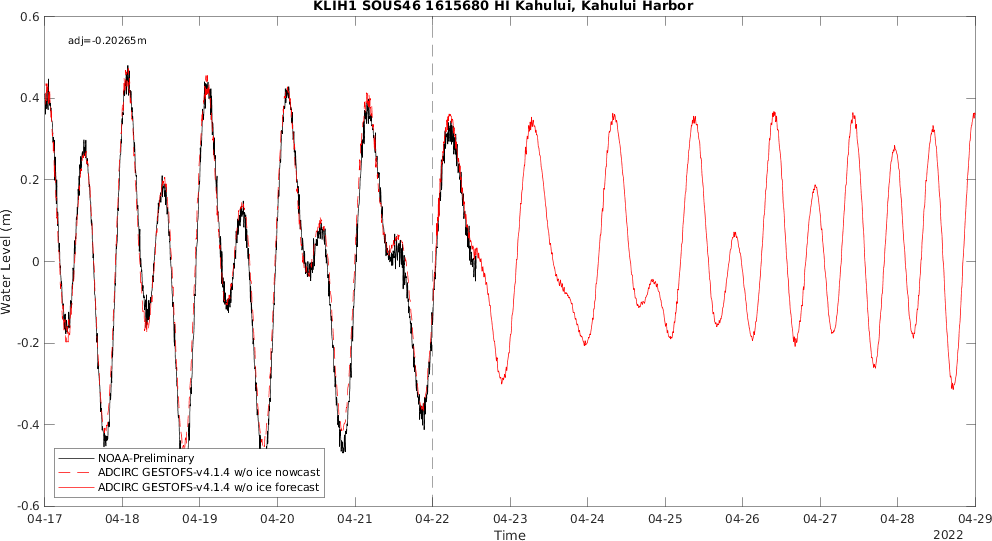 KLIH1 SOUS46 1615680 HI Kahului, Kahului Harbor
adj=-0.20265m
0.6
0.4
0.2
0
-0.2
-0.4
-0.6
Water Level (m)
NOAA-Preliminary
ADCIRC GESTOFS-v4.1.4 w/o ice nowcast
ADCIRC GESTOFS-v4.1.4 w/o ice forecast
04-17 04-18 04-19 04-20 04-21 04-22 04-23 04-24 04-25 04-26 04-27 04-28 04-29
Time
2022